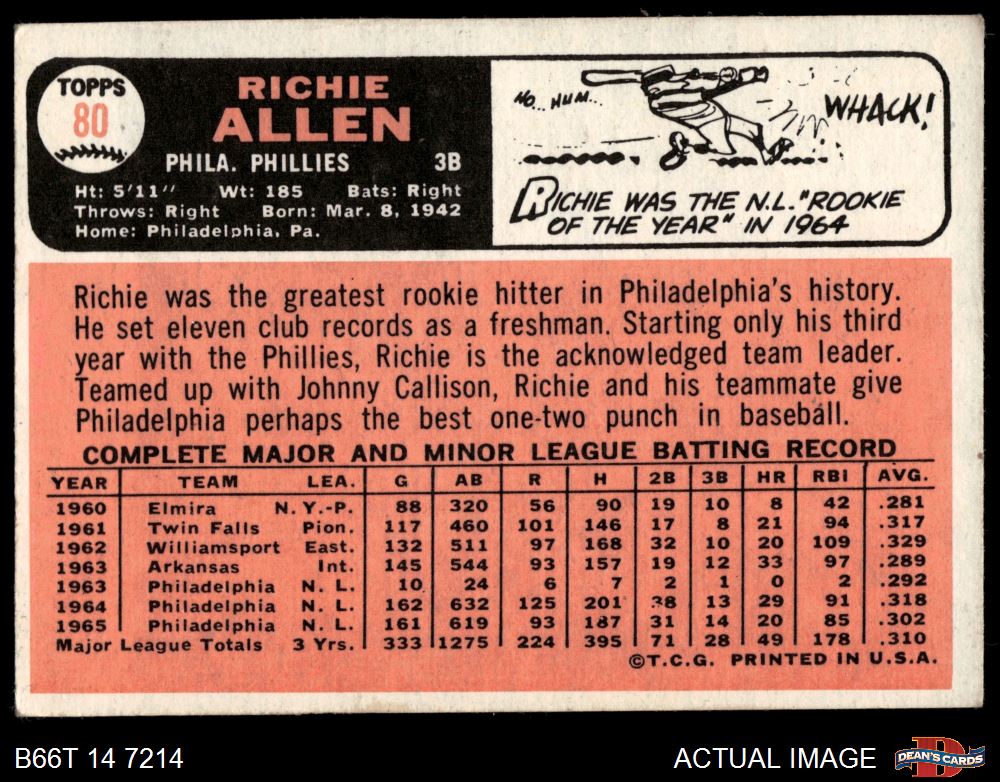 TOPPS
80
RICHIE
ALLEN
PHILA. PHILLIES 3B
Ht: 5'11" Wt: 185 Bats: Right
Throws: Right Born: Mar. 8, 1942
Home: Philadelphia, Pa.
HO... HUM...
WHACK!
RICHIE WAS THE N.L. "ROOKIE
OF THE YEAR" IN 1964
Richie was the greatest rookie hitter in Philadelphia's history.
He set eleven club records as a freshman. Starting only his third
year with the Phillies, Richie is the acknowledged team leader.
Teamed up with Johnny Callison, Richie and his teammate give
Philadelphia perhaps the best one-two punch in baseball.
COMPLETE MAJOR AND MINOR LEAGUE BATTING RECORD
YEAR TEAM LEA. G AB R H 2B 3B HR RBI AVG.
1960 Elmira N.Y.-P. 88 320 56 90 19 10 8 42 .281
1961 Twin Falls Pion. 117 460 101 146 17 8 21 94 .317
1962 Williamsport East. 132 511 97 168 32 10 20 109 .329
1963 Arkansas Int. 145 544 93 157 19 12 33 97 .289
1963 Philadelphia N. L. 10 24 6 7 2 1 0 2 .292
1964 Philadelphia N. L. 162 632 125 201 38 13 29 91 .318
1965 Philadelphia N. L. 161 619 93 187 31 14 20 85 .302
Major League Totals 3 Yrs. 333 1275 224 395 71 28 49 178 .310
©T.C.G. PRINTED IN U.S.A.
B66T 14 7214
ACTUAL IMAGE
D
DEAN'S CARDS